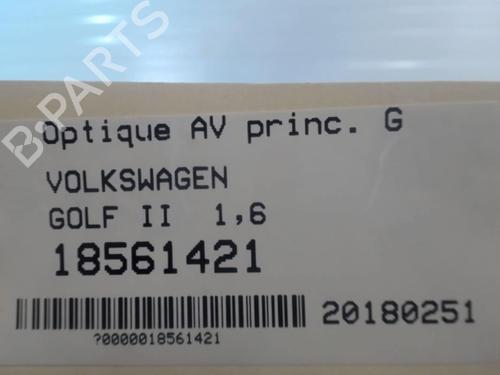 B-PARTS
Optique AV princ. G
VOLKSWAGEN
GOLF II 1,6
18561421
20180251
?0000018561421